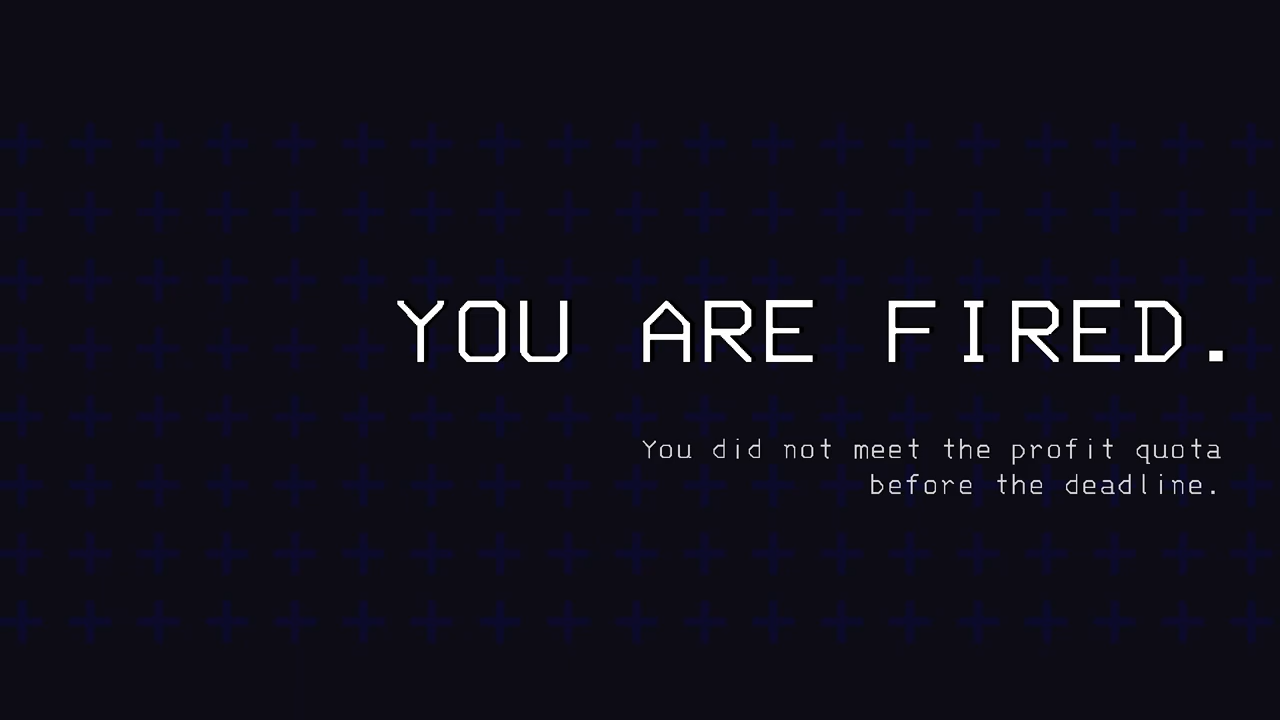 YOU ARE FIRED.
You did not meet the profit quota
before the deadline.